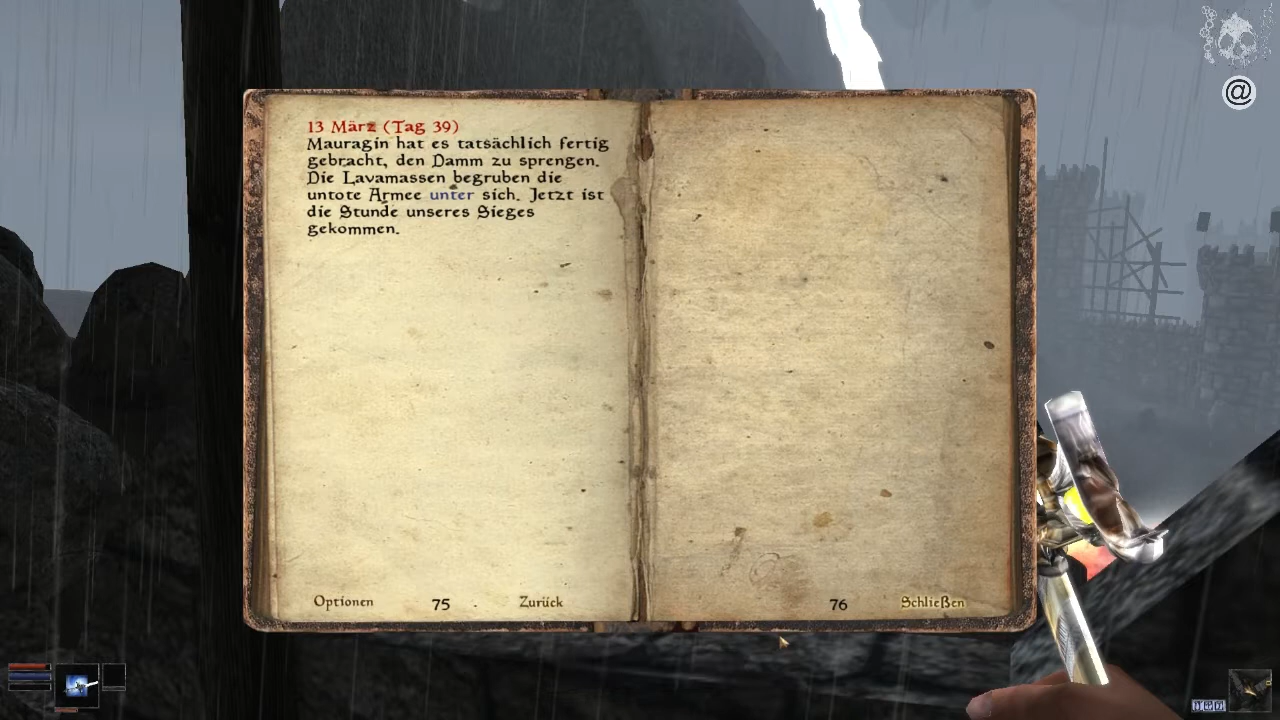 @
13 März (Tag 39)
Mauragin hat es tatsächlich fertig
gebracht, den Damm zu sprengen.
Die Lavamassen begruben die
untote Armee unter sich. Jetzt ist
die Stunde unseres Sieges
gekommen.
Optionen 75 Zurück 76 Schließen